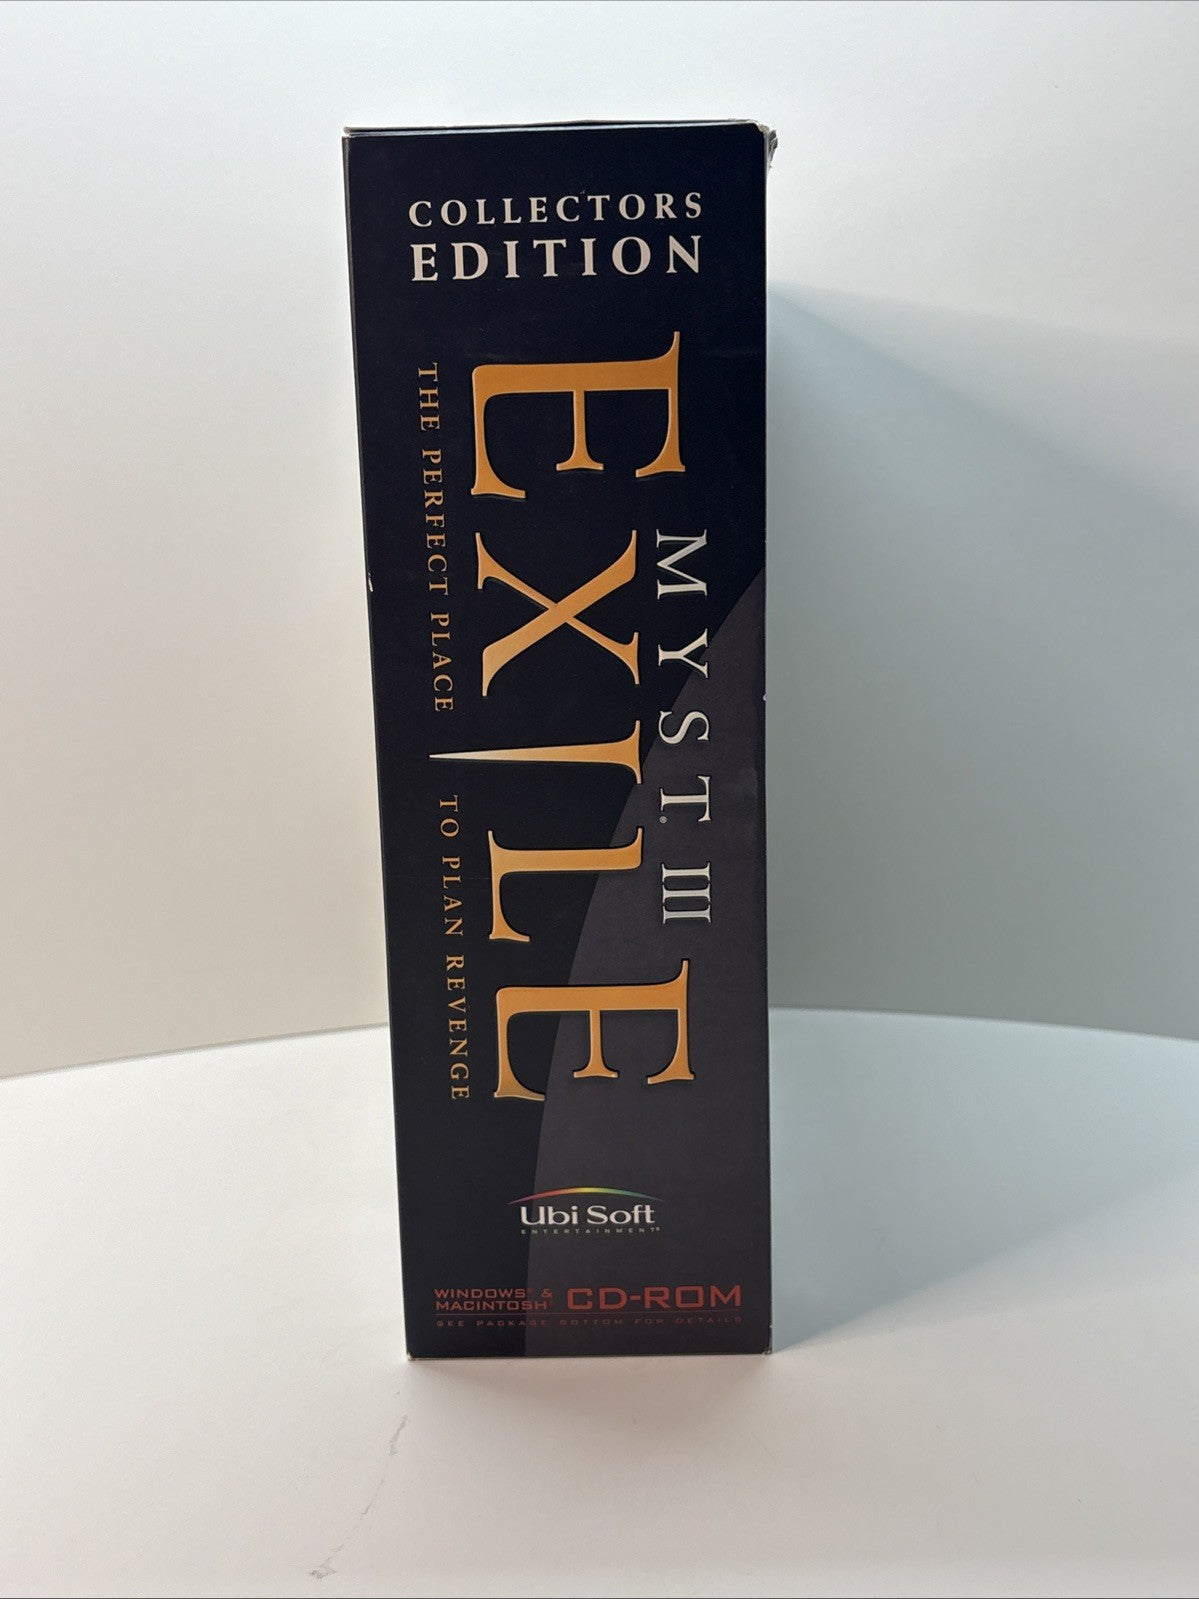 COLLECTORS
EDITION
MYST® III
EXILE
THE PERFECT PLACE TO PLAN REVENGE
Ubi Soft
ENTERTAINMENT®
WINDOWS® &
MACINTOSH® CD-ROM
SEE PACKAGE BOTTOM FOR DETAILS